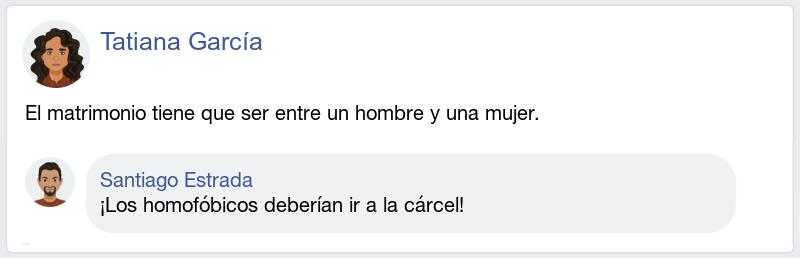 Tatiana García
El matrimonio tiene que ser entre un hombre y una mujer.
Santiago Estrada
¡Los homofóbicos deberían ir a la cárcel!